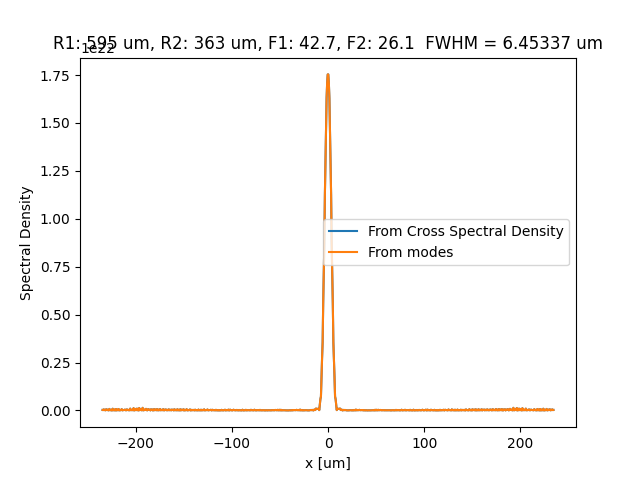 R1: 595 um, R2: 363 um, F1: 42.7, F2: 26.1  FWHM = 6.45337 um
1e22
1.75
1.50
1.25
1.00
0.75
0.50
0.25
0.00
Spectral Density
From Cross Spectral Density
From modes
−200
−100
0
100
200
x [um]